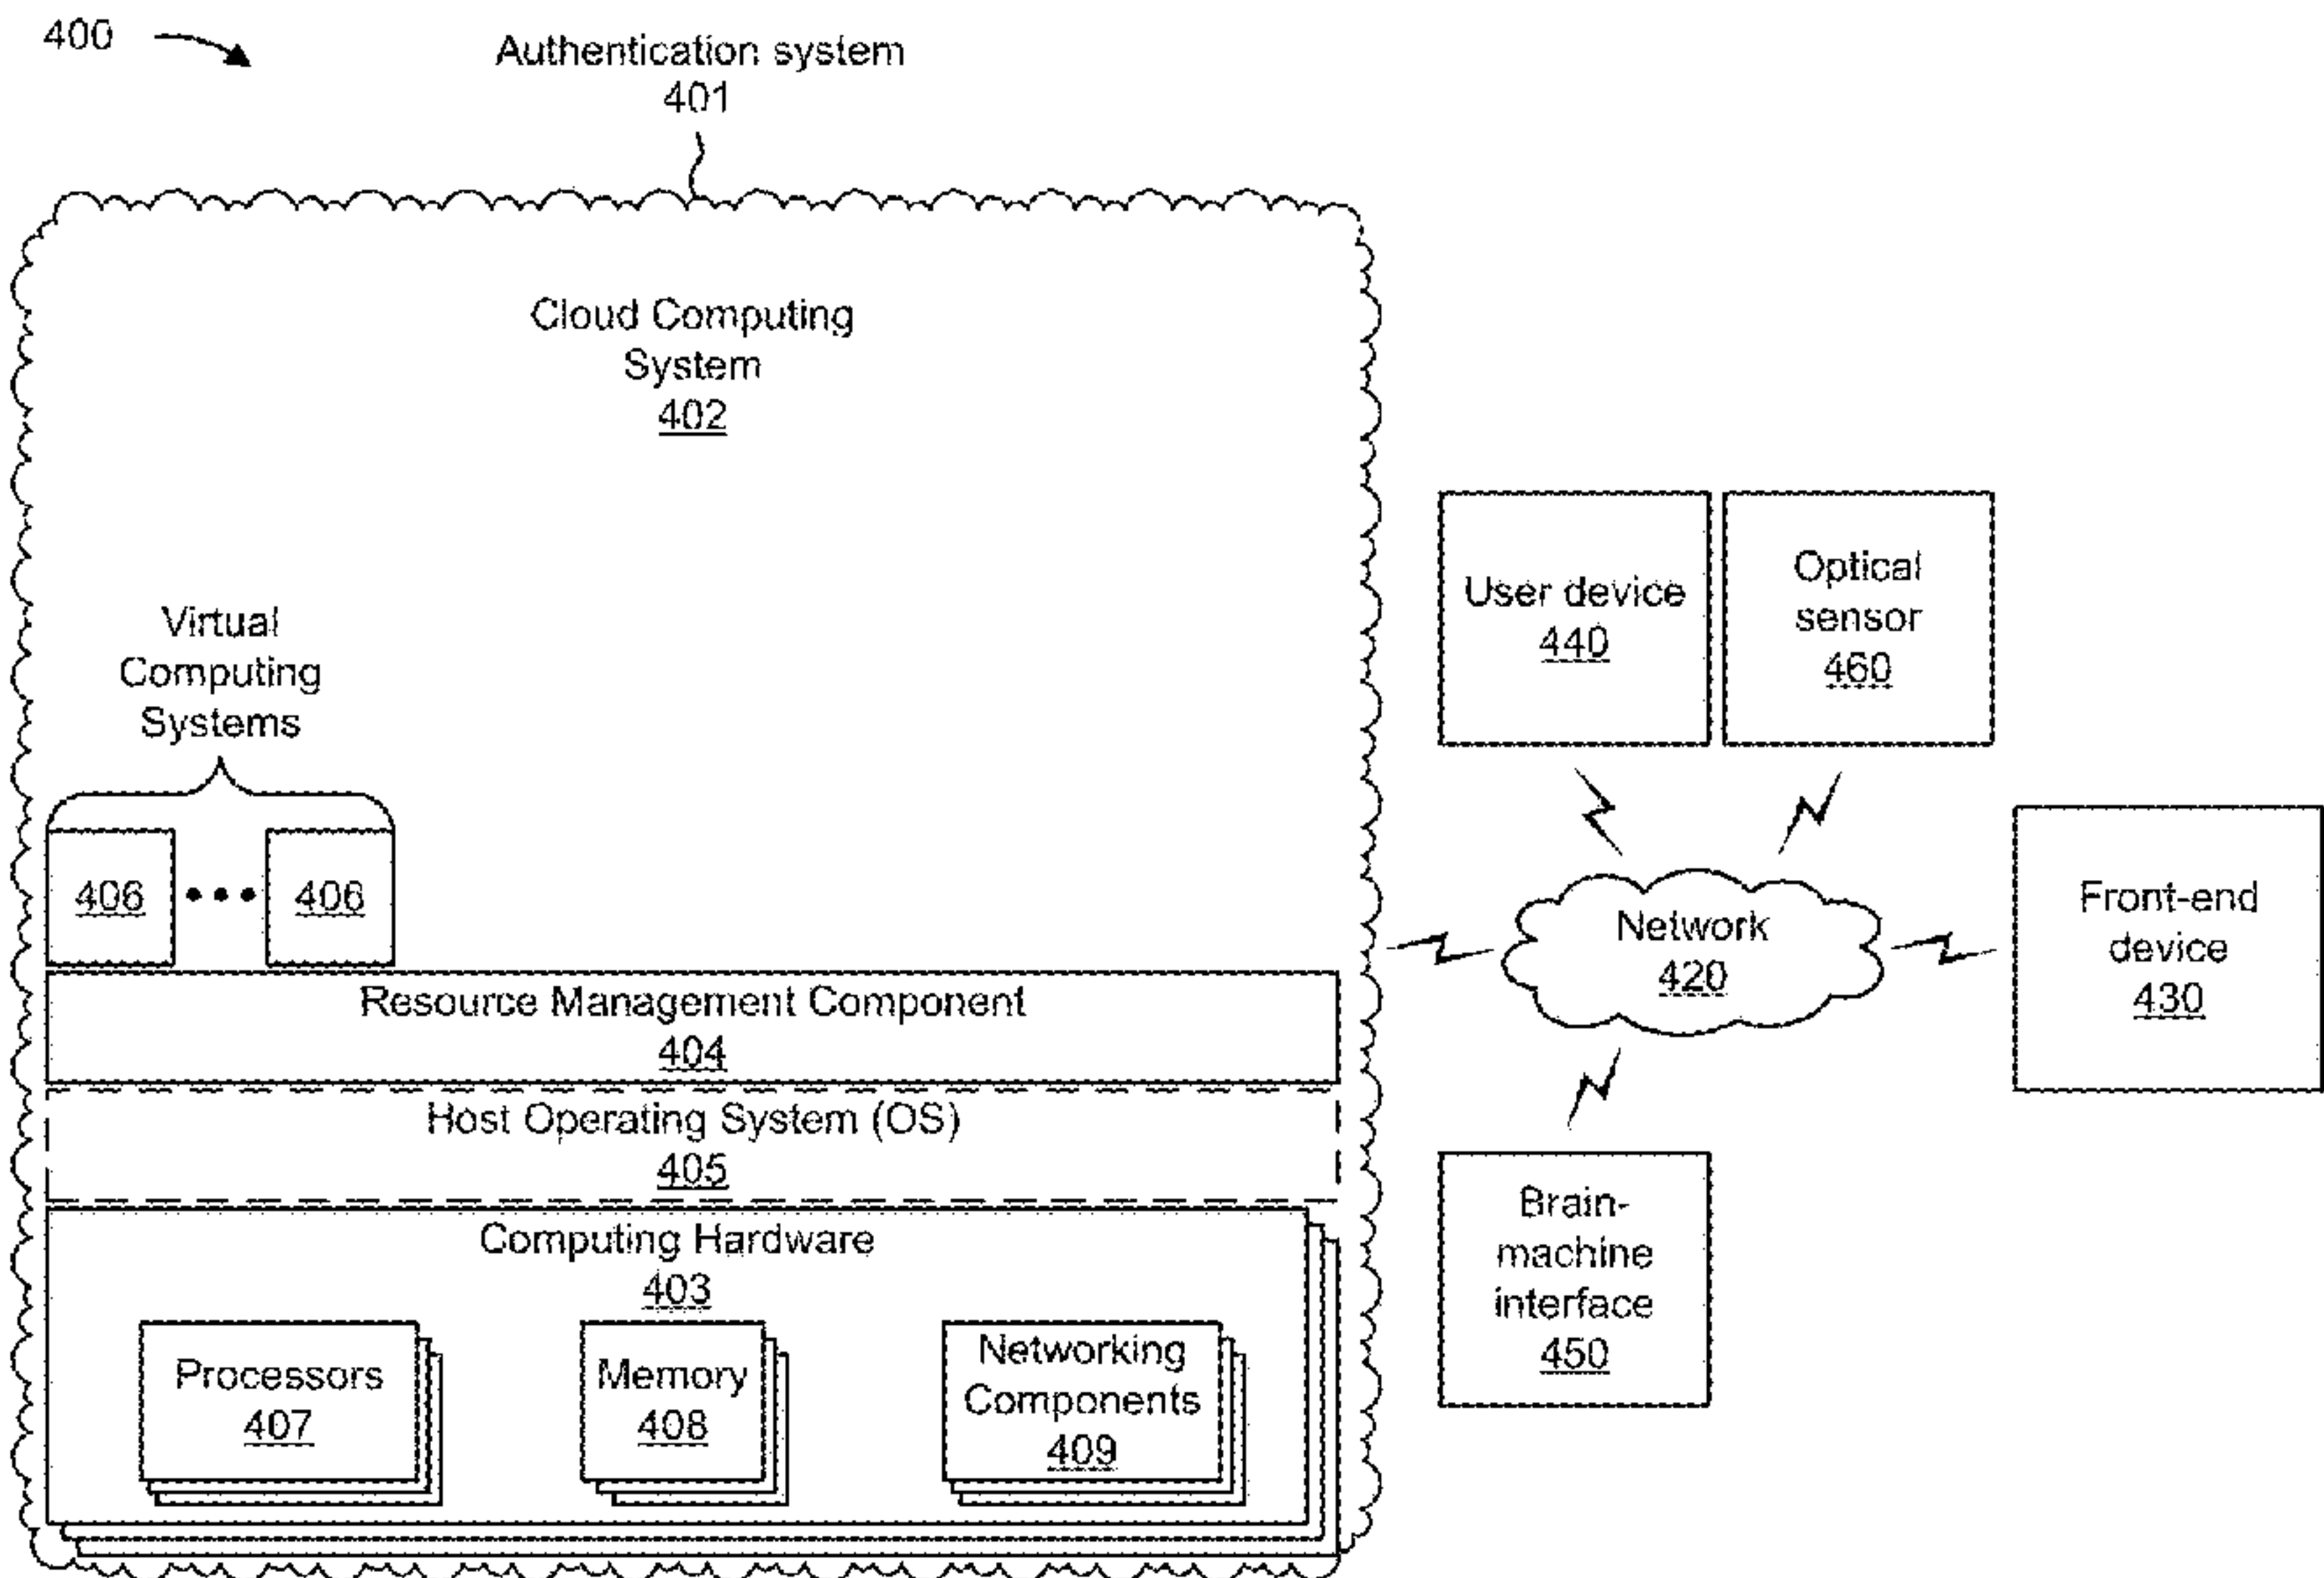 400
Authentication system
401
Cloud Computing
System
402
Virtual
Computing
Systems
406
406
Resource Management Component
404
Host Operating System (OS)
405
Computing Hardware
403
Processors
407
Memory
408
Networking
Components
409
User device
440
Optical
sensor
460
Network
420
Front-end
device
430
Brain-
machine
interface
450